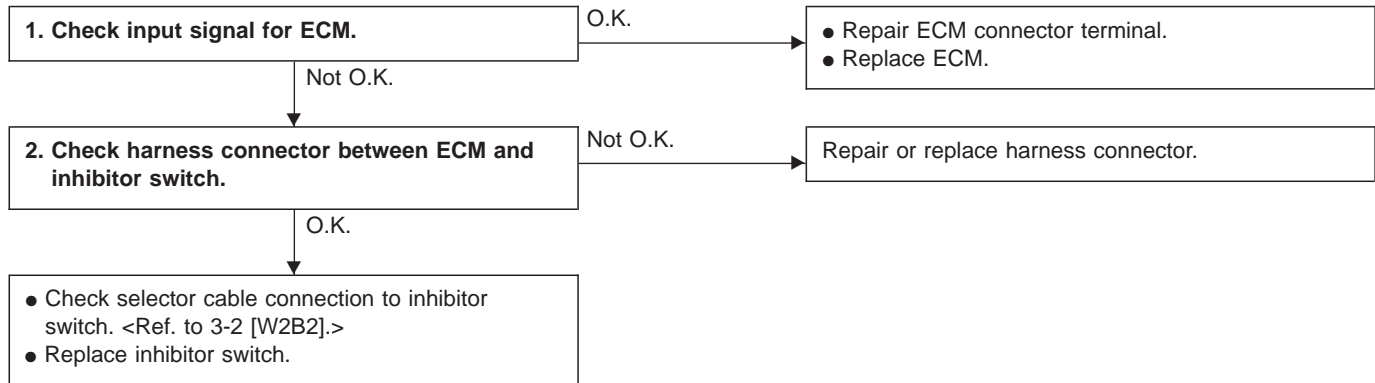 1. Check input signal for ECM.
O.K.
● Repair ECM connector terminal.
● Replace ECM.
Not O.K.
2. Check harness connector between ECM and
inhibitor switch.
Not O.K.
Repair or replace harness connector.
O.K.
● Check selector cable connection to inhibitor
switch. <Ref. to 3-2 [W2B2].>
● Replace inhibitor switch.